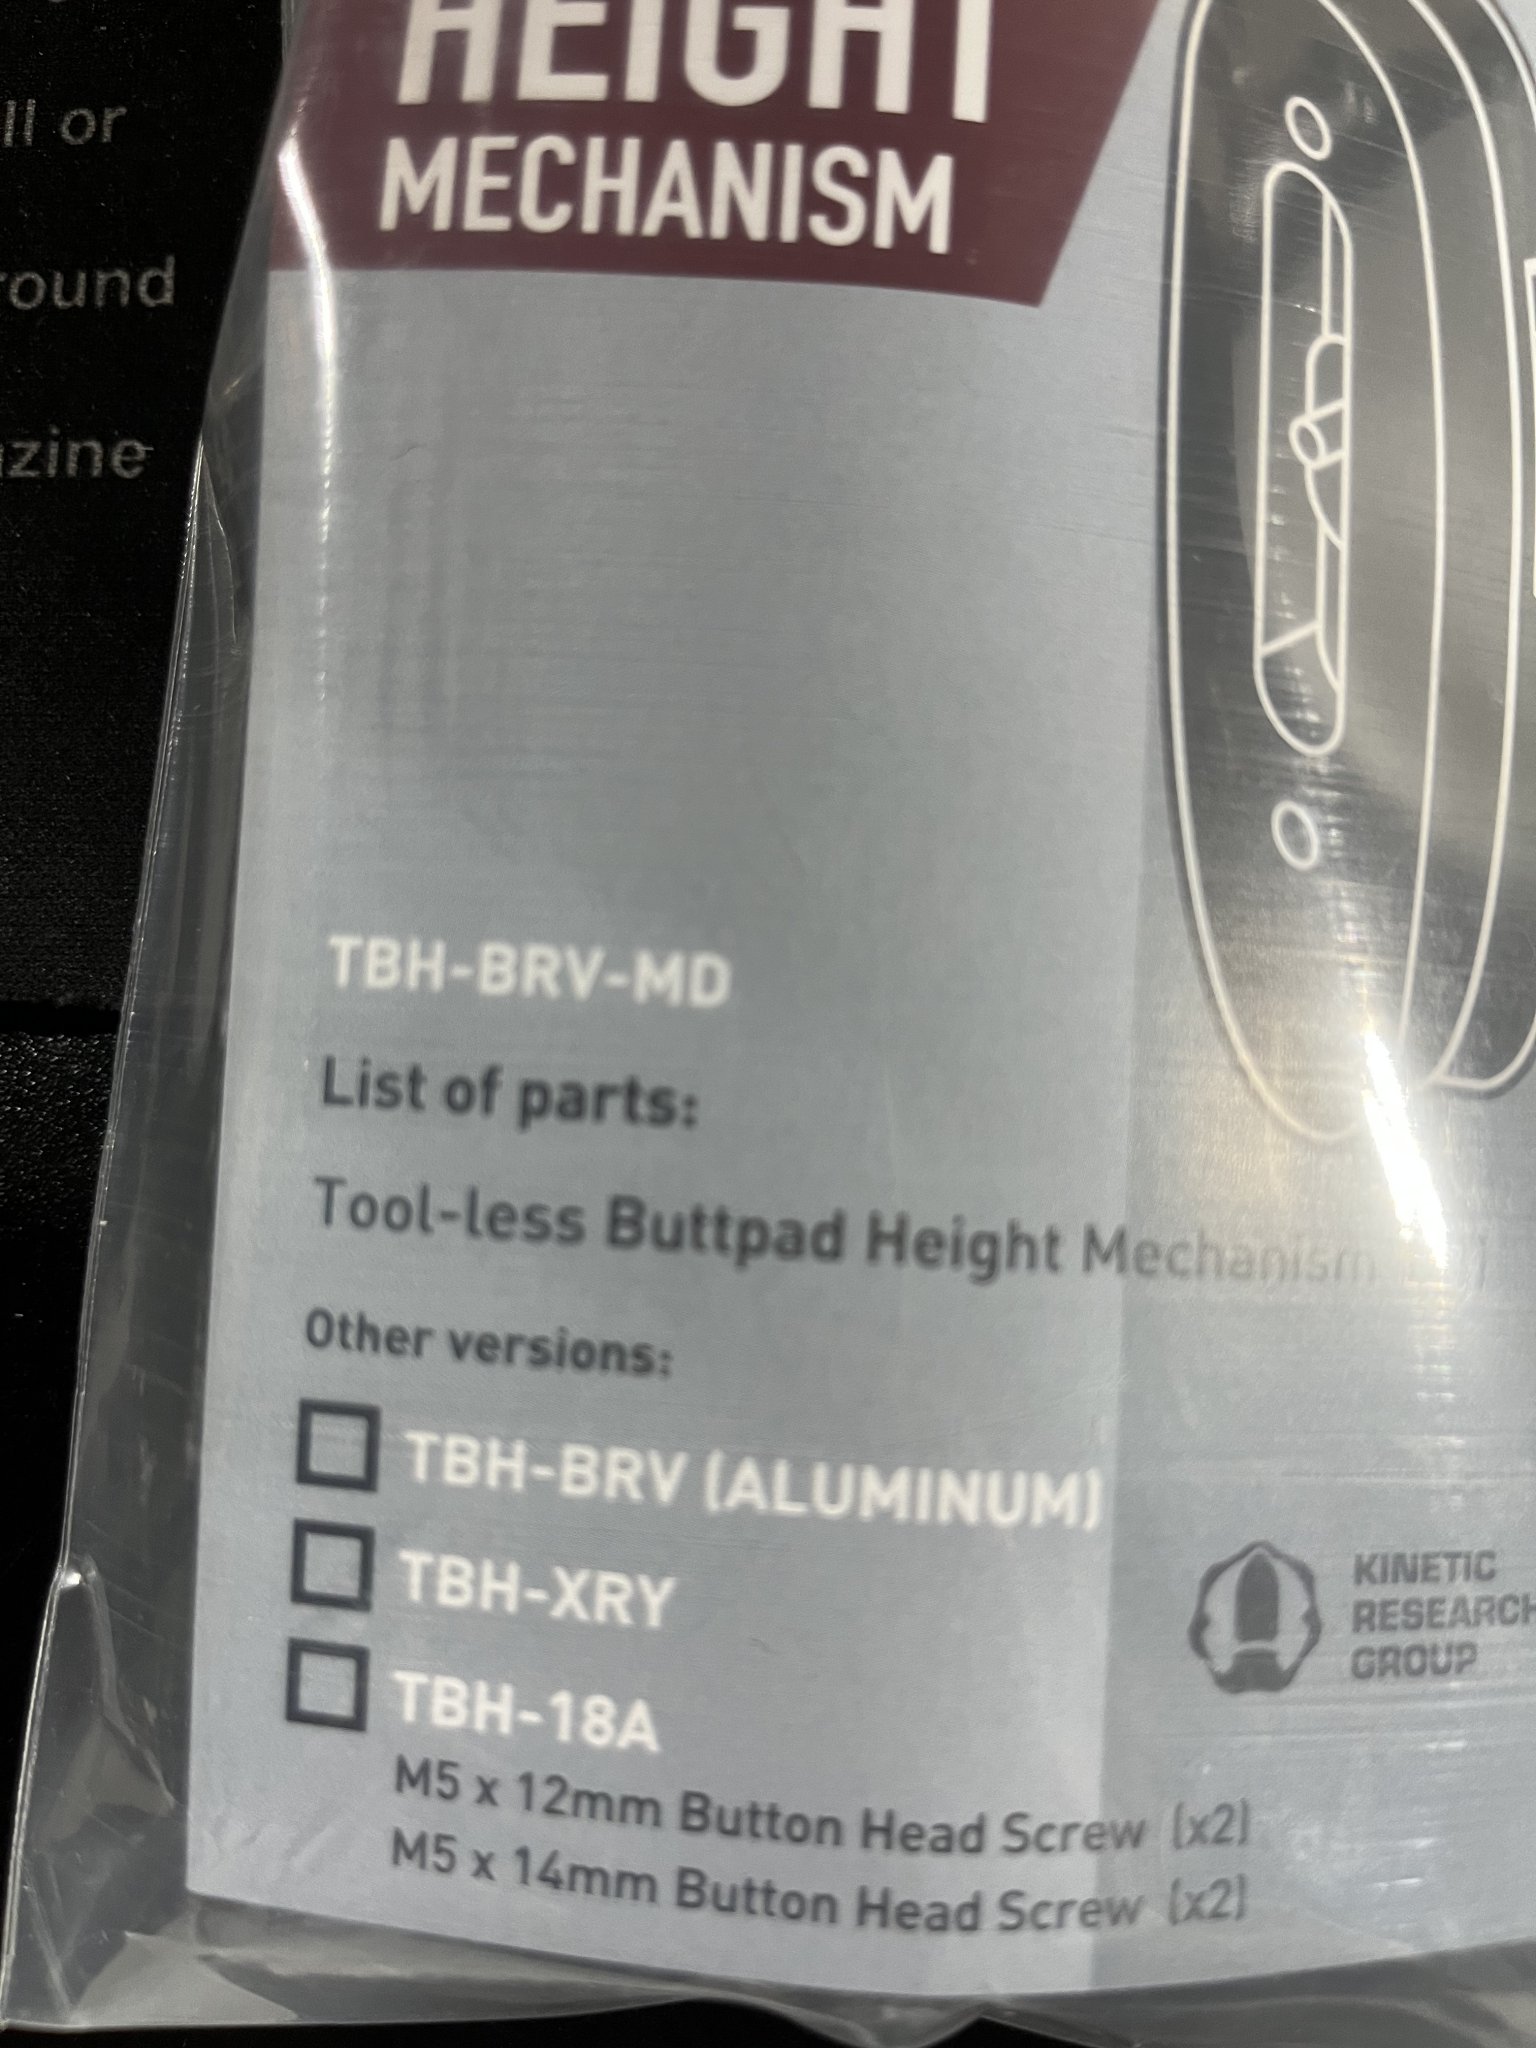 HEIGHT
MECHANISM
ll or
round
zine
TBH-BRV-MD
List of parts:
Tool-less Buttpad Height Mechanism
Other versions:
TBH-BRV (ALUMINUM)
TBH-XRY
TBH-18A
M5 x 12mm Button Head Screw (x2)
M5 x 14mm Button Head Screw (x2)
KINETIC
RESEARCH
GROUP